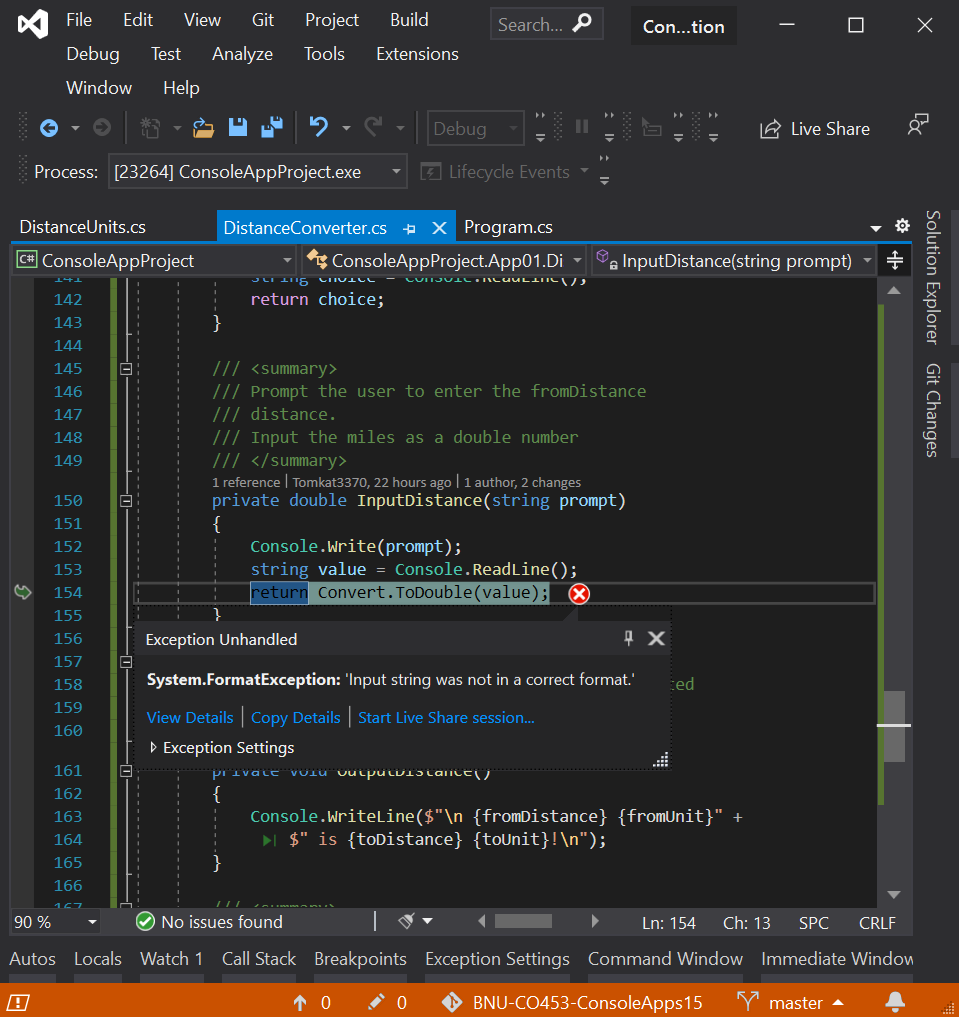 File Edit View Git Project Build
Search...
Con...tion
Debug Test Analyze Tools Extensions
Window Help
Debug
Live Share
Process: [23264] ConsoleAppProject.exe
Lifecycle Events
DistanceUnits.cs DistanceConverter.cs Program.cs
C# ConsoleAppProject ConsoleAppProject.App01.Di InputDistance(string prompt)
Solution Explorer
Git Changes
141 string choice = Console.ReadLine();
142 return choice;
143 }
144
145 /// <summary>
146 /// Prompt the user to enter the fromDistance
147 /// distance.
148 /// Input the miles as a double number
149 /// </summary>
1 reference | Tomkat3370, 22 hours ago | 1 author, 2 changes
150 private double InputDistance(string prompt)
151 {
152 Console.Write(prompt);
153 string value = Console.ReadLine();
154 return Convert.ToDouble(value);
155 }
156
157
158
159
160
Exception Unhandled
System.FormatException: 'Input string was not in a correct format.'
View Details | Copy Details | Start Live Share session...
Exception Settings
161 private void OutputDistance()
162 {
163 Console.WriteLine($"\n {fromDistance} {fromUnit}" +
164 $" is {toDistance} {toUnit}!\n");
165 }
166
167 /// <summary>
90 % No issues found Ln: 154 Ch: 13 SPC CRLF
Autos Locals Watch 1 Call Stack Breakpoints Exception Settings Command Window Immediate Window
0 0 BNU-CO453-ConsoleApps15 master